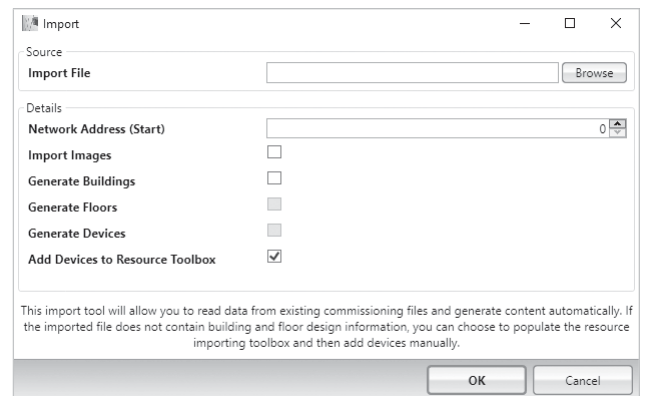 Import
Source
Import File
Browse
Details
Network Address (Start)
0
Import Images
Generate Buildings
Generate Floors
Generate Devices
Add Devices to Resource Toolbox
This import tool will allow you to read data from existing commissioning files and generate content automatically. If
the imported file does not contain building and floor design information, you can choose to populate the resource
importing toolbox and then add devices manually.
OK
Cancel